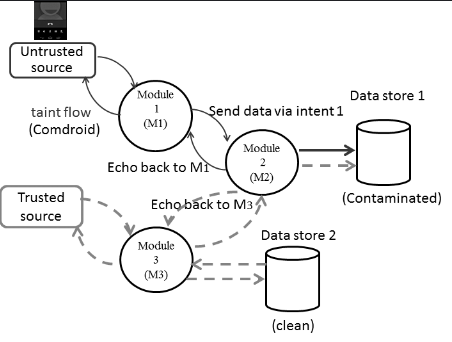 Untrusted
source
taint flow
(Comdroid)
Module
1
(M1)
Send data via intent 1
Data store 1
Module
2
(M2)
Echo back to M1
(Contaminated)
Trusted
source
Echo back to M3
Module
3
(M3)
Data store 2
(clean)